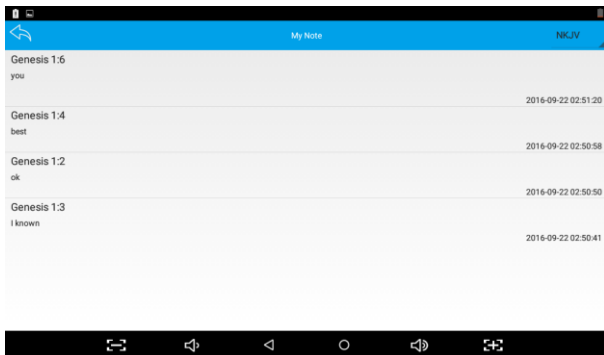 My Note
NKJV
Genesis 1:6
you
2016-09-22 02:51:20
Genesis 1:4
best
2016-09-22 02:50:58
Genesis 1:2
ok
2016-09-22 02:50:50
Genesis 1:3
I known
2016-09-22 02:50:41